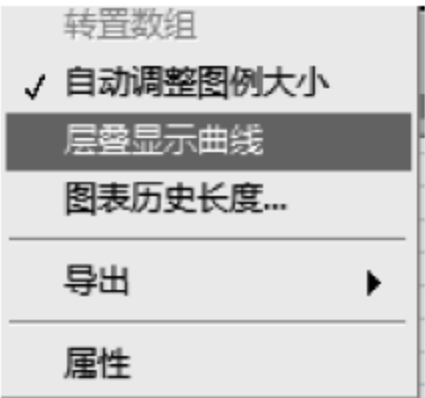 转置数组
✓ 自动调整图例大小
层叠显示曲线
图表历史长度...
导出
属性